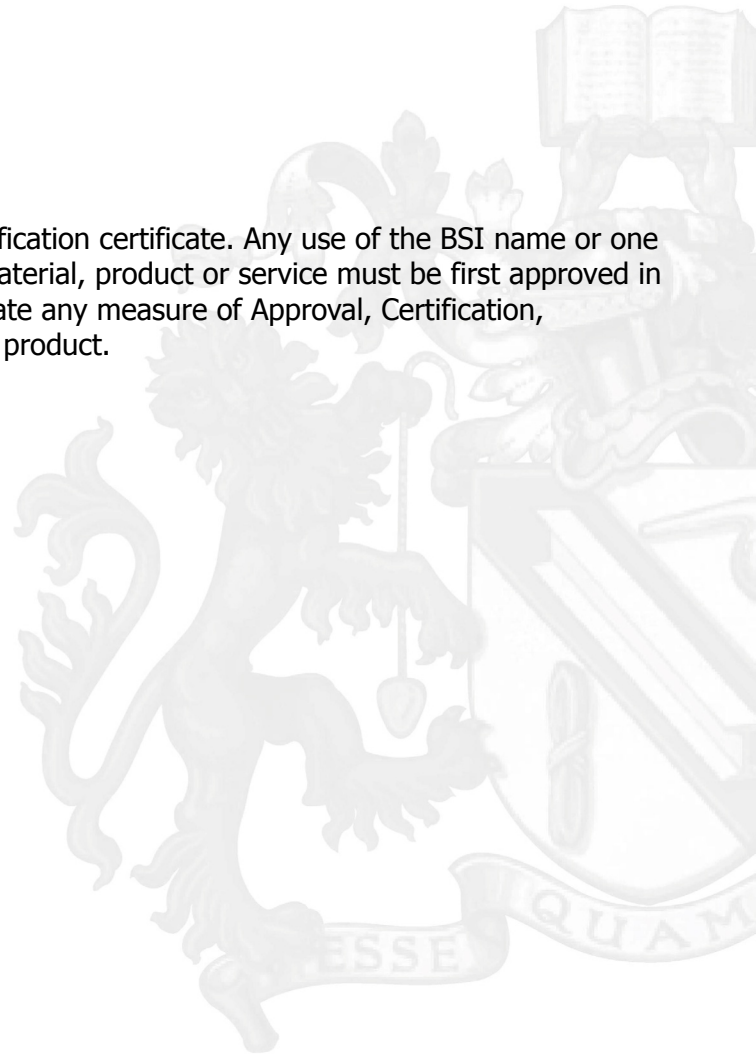 fication certificate. Any use of the BSI name or one
aterial, product or service must be first approved in
ate any measure of Approval, Certification,
product.
ESSE
QUAM